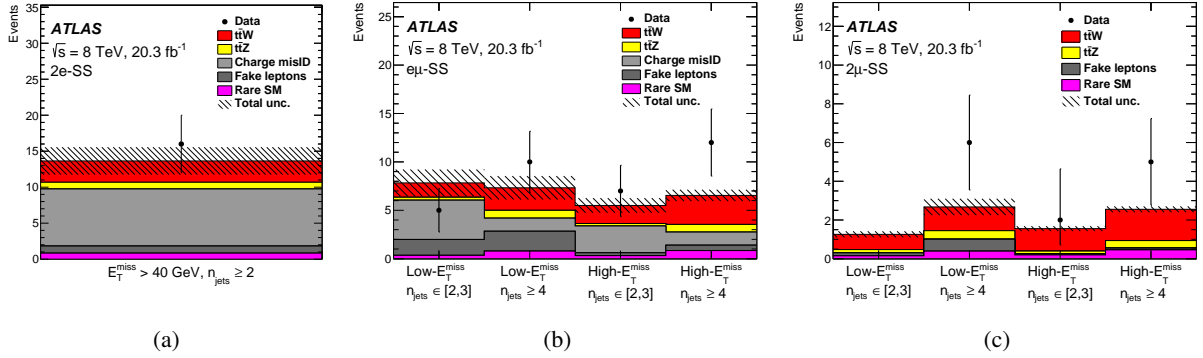 Events
ATLAS
√s = 8 TeV, 20.3 fb⁻¹
2e-SS
Data
tt̄W
tt̄Z
Charge misID
Fake leptons
Rare SM
Total unc.
35
30
25
20
15
10
5
0
E_T^miss > 40 GeV, n_jets ≥ 2
(a)
Events
ATLAS
√s = 8 TeV, 20.3 fb⁻¹
eμ-SS
Data
tt̄W
tt̄Z
Charge misID
Fake leptons
Rare SM
Total unc.
25
20
15
10
5
0
Low-E_T^miss Low-E_T^miss High-E_T^miss High-E_T^miss
n_jets ∈ [2,3] n_jets ≥ 4 n_jets ∈ [2,3] n_jets ≥ 4
(b)
Events
ATLAS
√s = 8 TeV, 20.3 fb⁻¹
2μ-SS
Data
tt̄W
tt̄Z
Fake leptons
Rare SM
Total unc.
12
10
8
6
4
2
0
Low-E_T^miss Low-E_T^miss High-E_T^miss High-E_T^miss
n_jets ∈ [2,3] n_jets ≥ 4 n_jets ∈ [2,3] n_jets ≥ 4
(c)